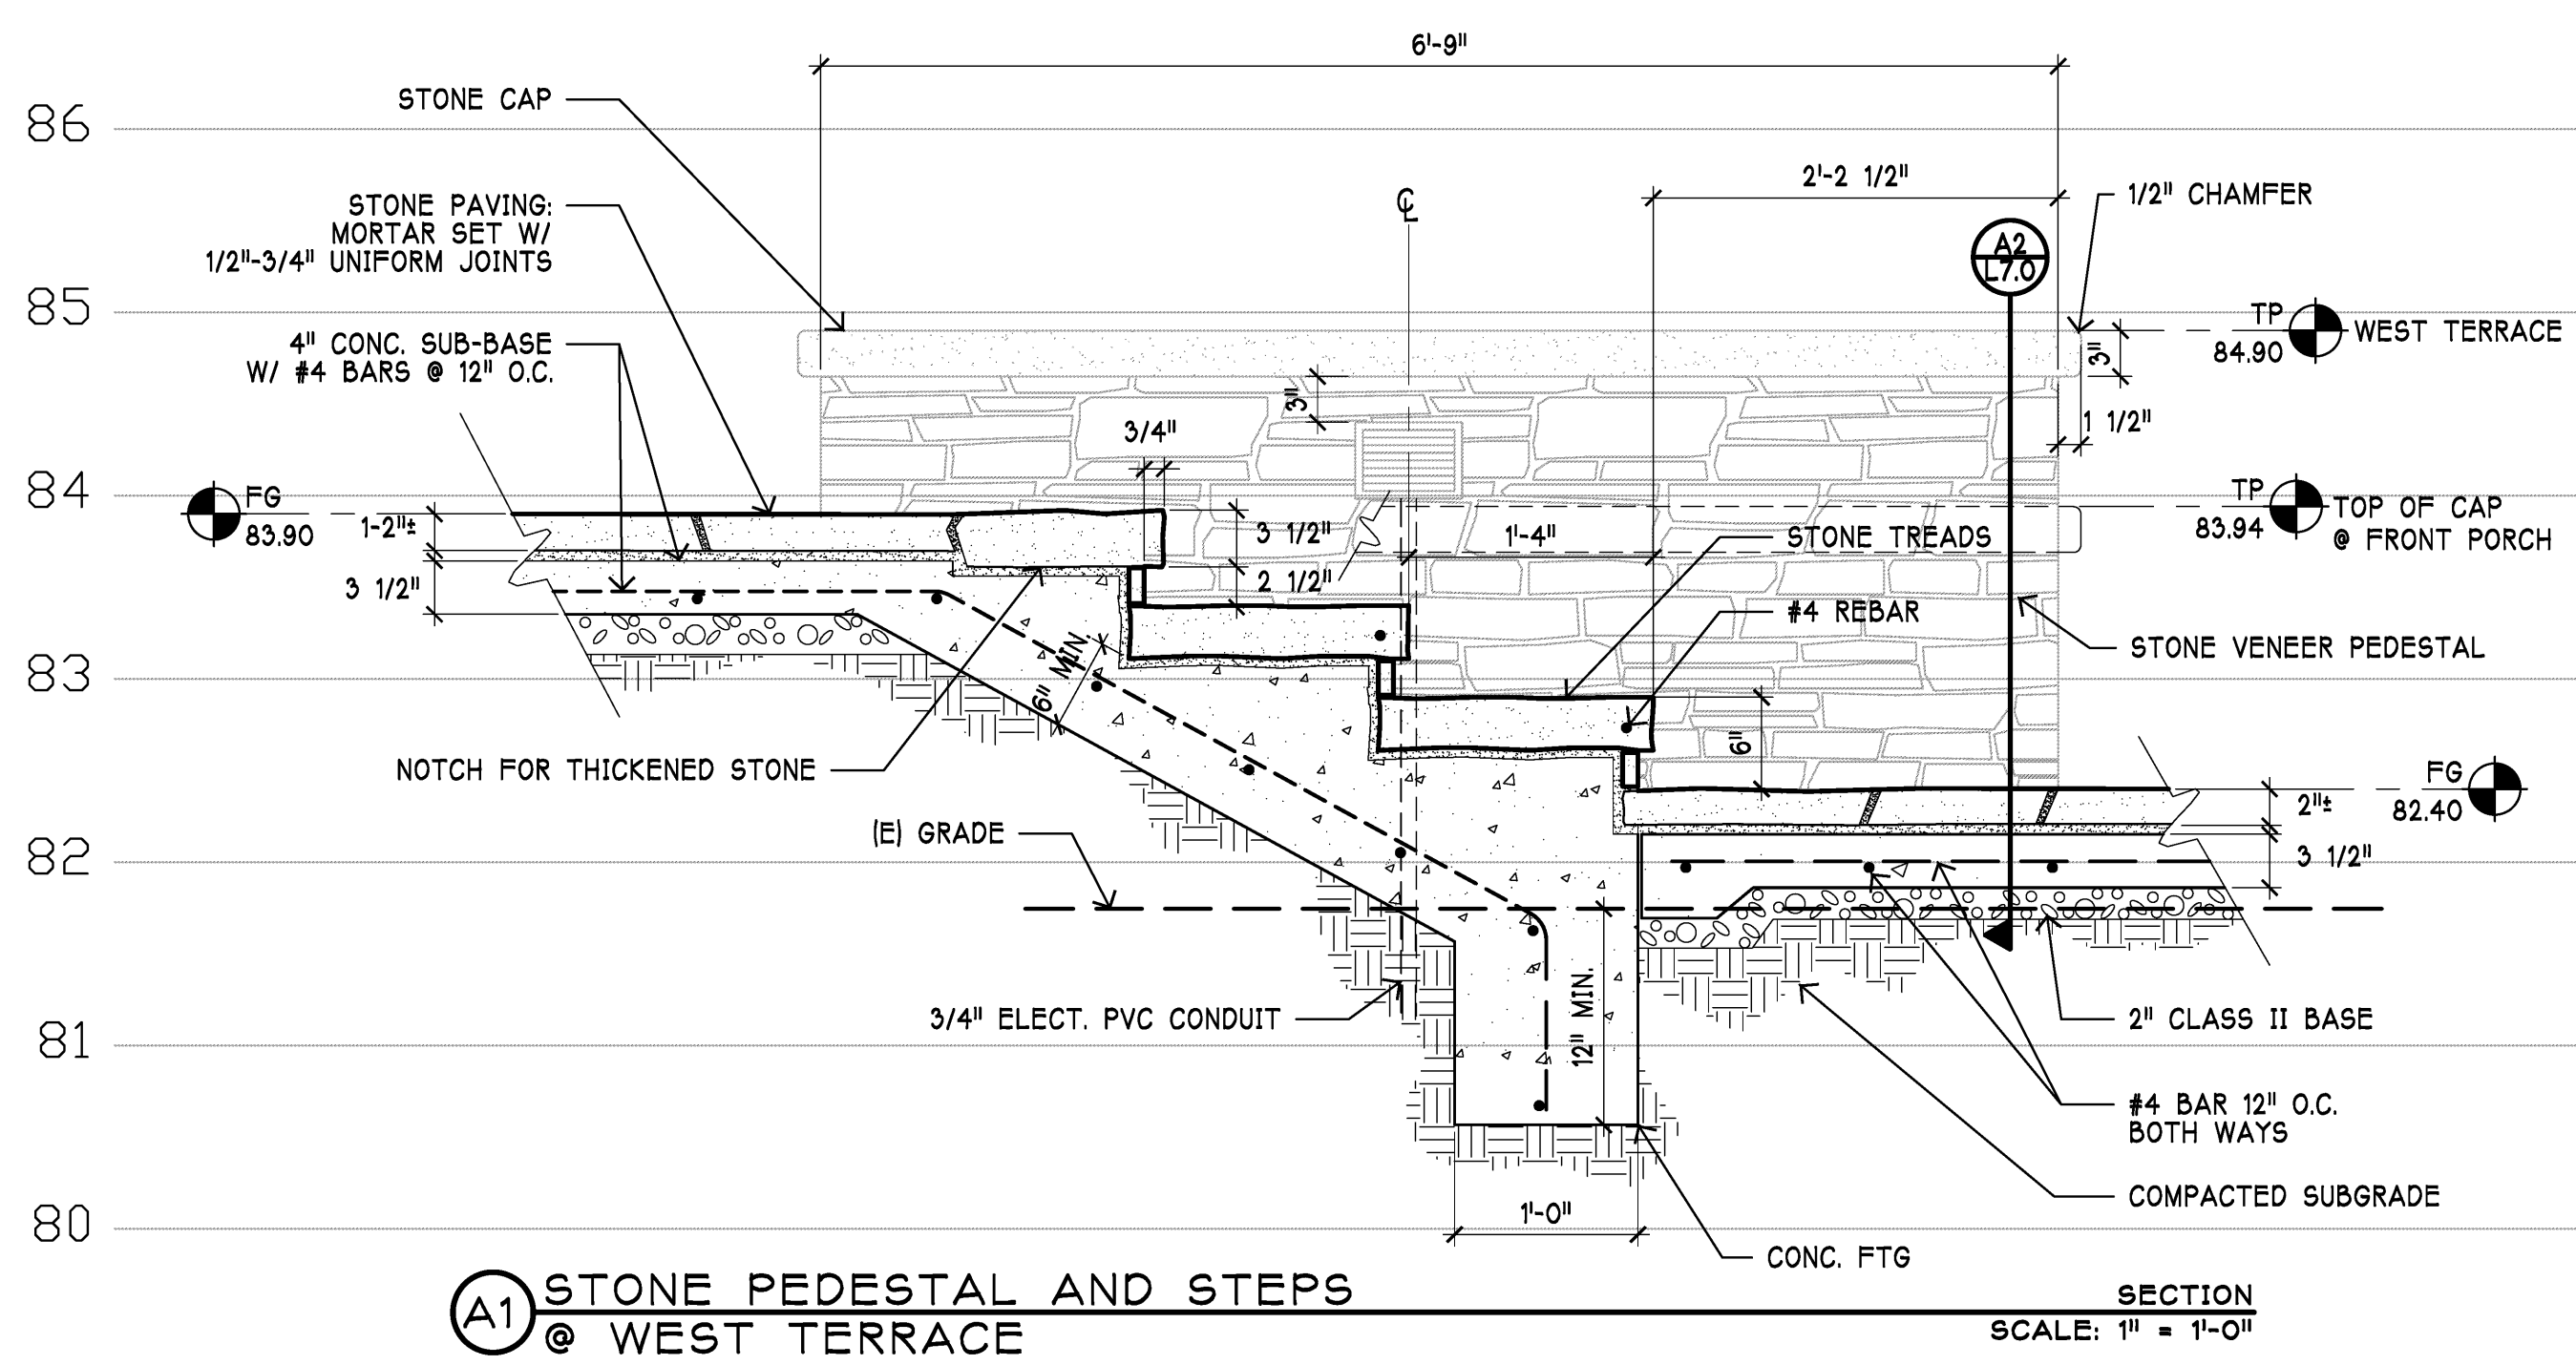 6'-9"
86
STONE CAP
2'-2 1/2"
1/2" CHAMFER
STONE PAVING:
MORTAR SET W/
1/2"-3/4" UNIFORM JOINTS
℄
A2
L7.0
85
TP
84.90
WEST TERRACE
4" CONC. SUB-BASE
W/ #4 BARS @ 12" O.C.
3"
3"
1 1/2"
3/4"
84
FG
83.90
1-2"±
TP
83.94
TOP OF CAP
@ FRONT PORCH
3 1/2"
1'-4"
STONE TREADS
3 1/2"
2 1/2"
#4 REBAR
6" MIN.
83
STONE VENEER PEDESTAL
6"
NOTCH FOR THICKENED STONE
FG
82.40
2"±
(E) GRADE
82
3 1/2"
3/4" ELECT. PVC CONDUIT
12" MIN.
2" CLASS II BASE
81
#4 BAR 12" O.C.
BOTH WAYS
COMPACTED SUBGRADE
80
1'-0"
CONC. FTG
A1
STONE PEDESTAL AND STEPS
@ WEST TERRACE
SECTION
SCALE: 1" = 1'-0"